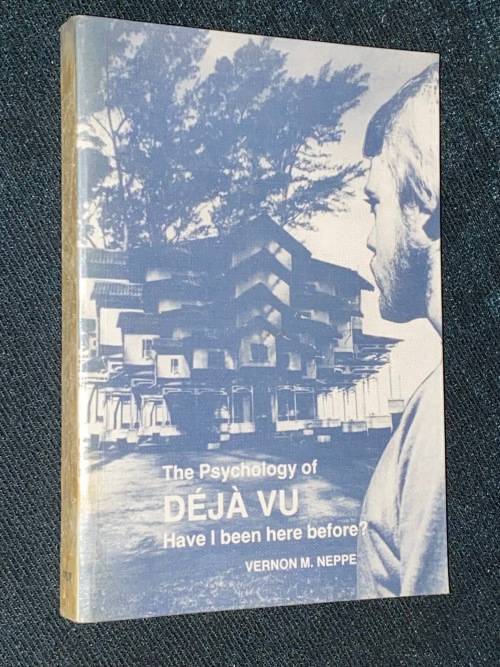 The Psychology of
DÉJÀ VU
Have I been here before?
VERNON M. NEPPE